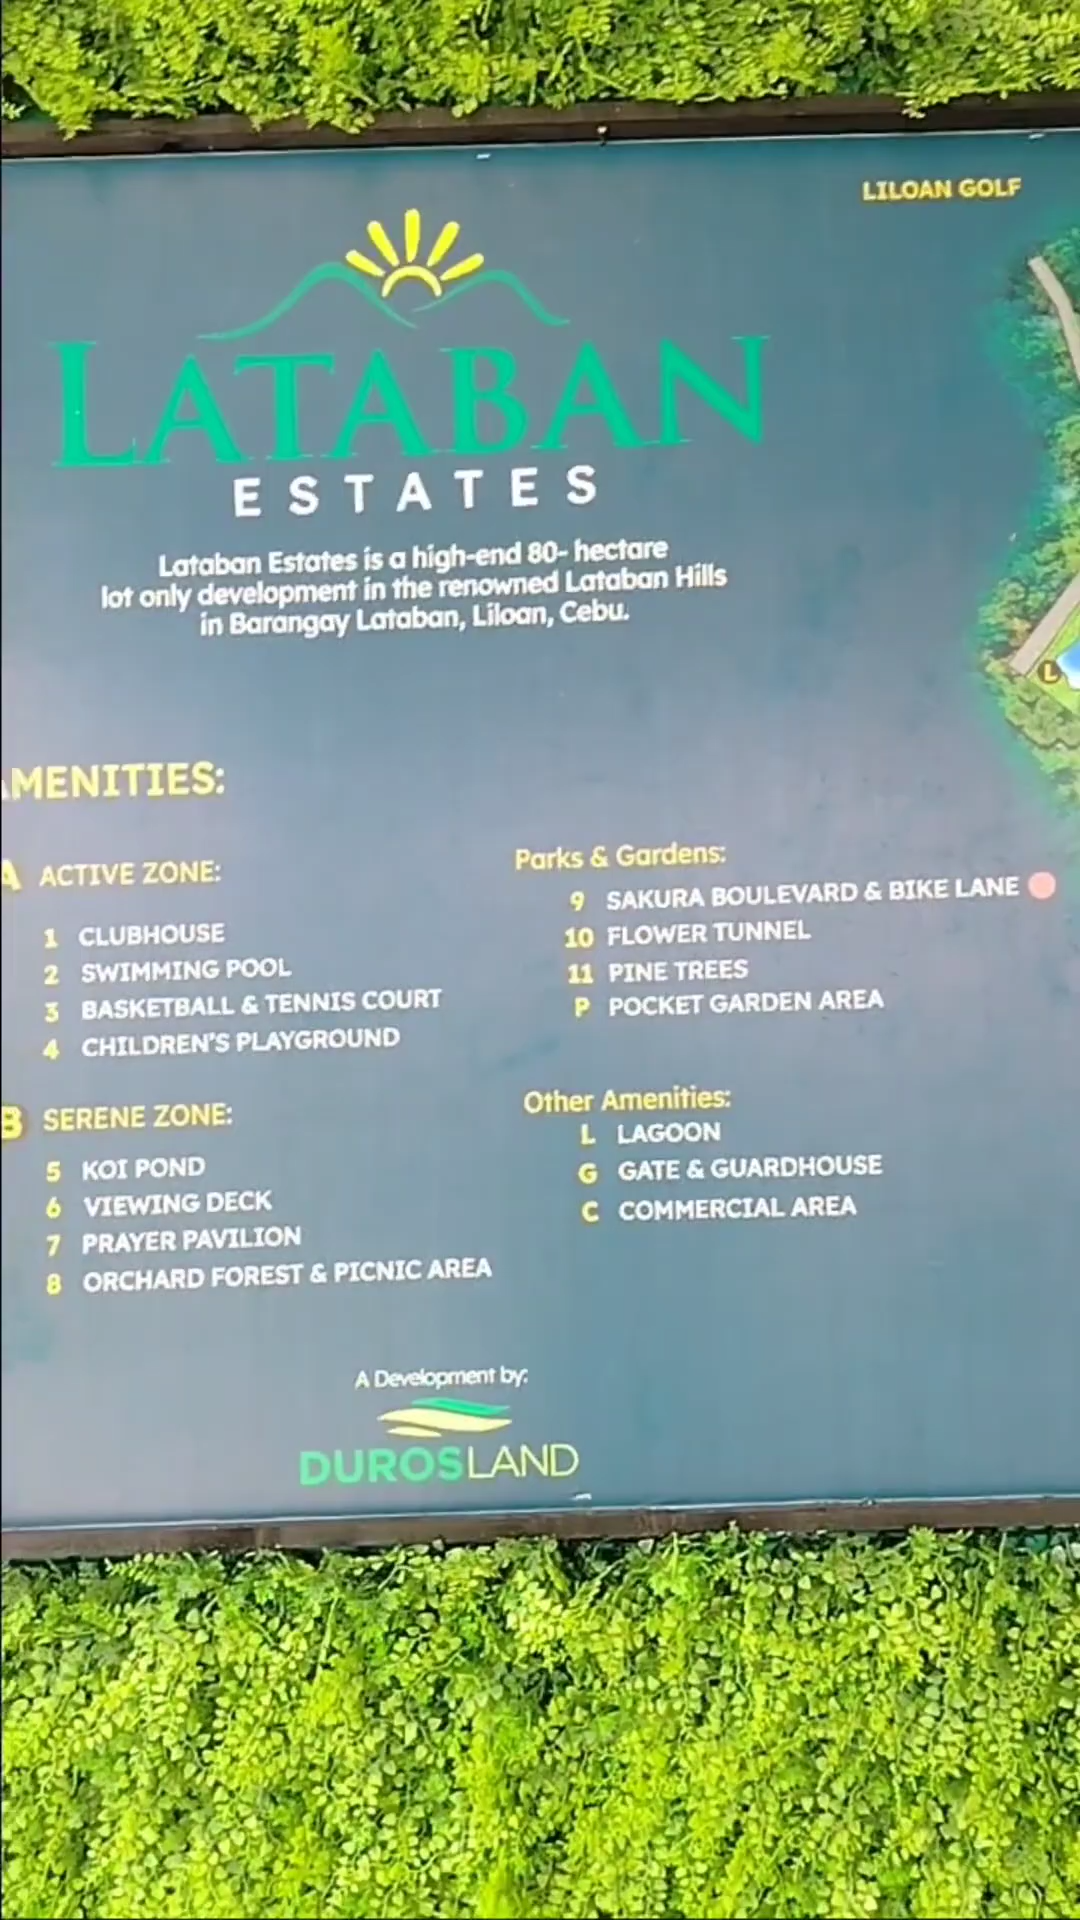 LILOAN GOLF
LATABAN
ESTATES
Lataban Estates is a high-end 80- hectare
lot only development in the renowned Lataban Hills
in Barangay Lataban, Liloan, Cebu.
AMENITIES:
A ACTIVE ZONE:
1 CLUBHOUSE
2 SWIMMING POOL
3 BASKETBALL & TENNIS COURT
4 CHILDREN'S PLAYGROUND
B SERENE ZONE:
5 KOI POND
6 VIEWING DECK
7 PRAYER PAVILION
8 ORCHARD FOREST & PICNIC AREA
Parks & Gardens:
9 SAKURA BOULEVARD & BIKE LANE
10 FLOWER TUNNEL
11 PINE TREES
P POCKET GARDEN AREA
Other Amenities:
L LAGOON
G GATE & GUARDHOUSE
C COMMERCIAL AREA
L
A Development by:
DUROSLAND